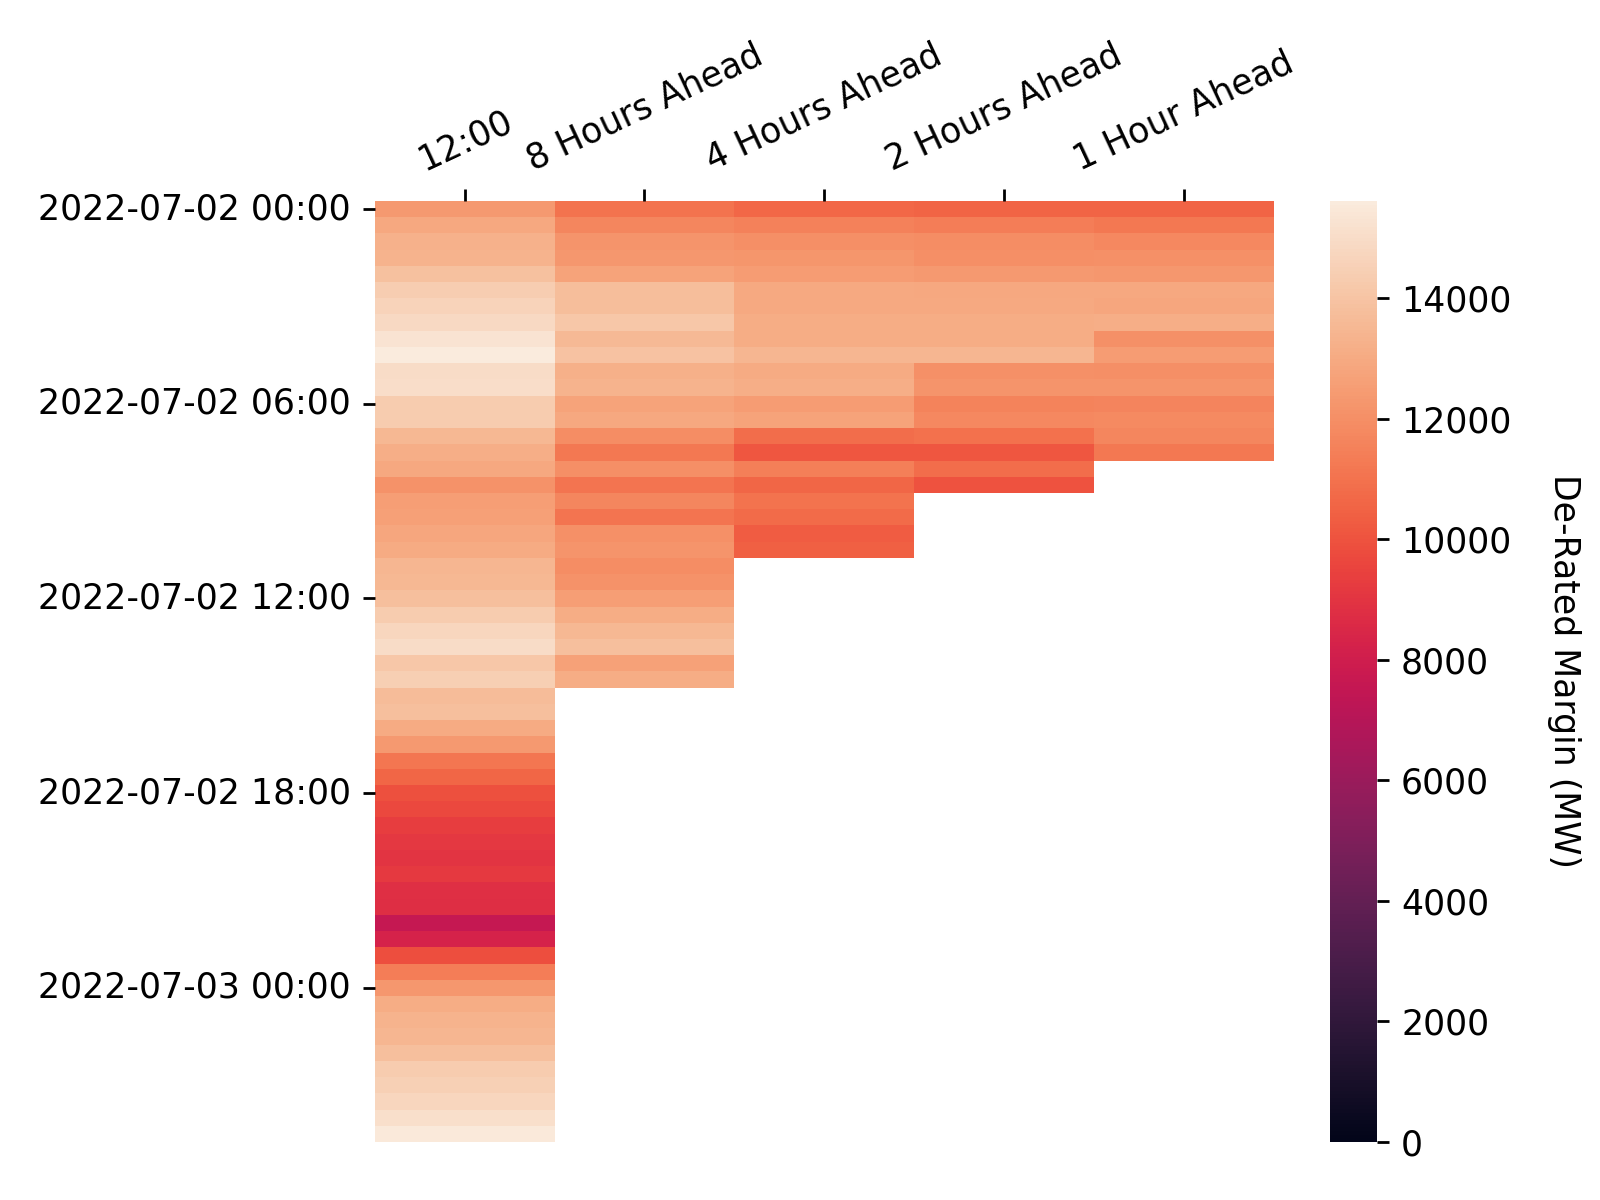 12:00
8 Hours Ahead
4 Hours Ahead
2 Hours Ahead
1 Hour Ahead
2022-07-02 00:00
2022-07-02 06:00
2022-07-02 12:00
2022-07-02 18:00
2022-07-03 00:00
14000
12000
10000
8000
6000
4000
2000
0
De-Rated Margin (MW)